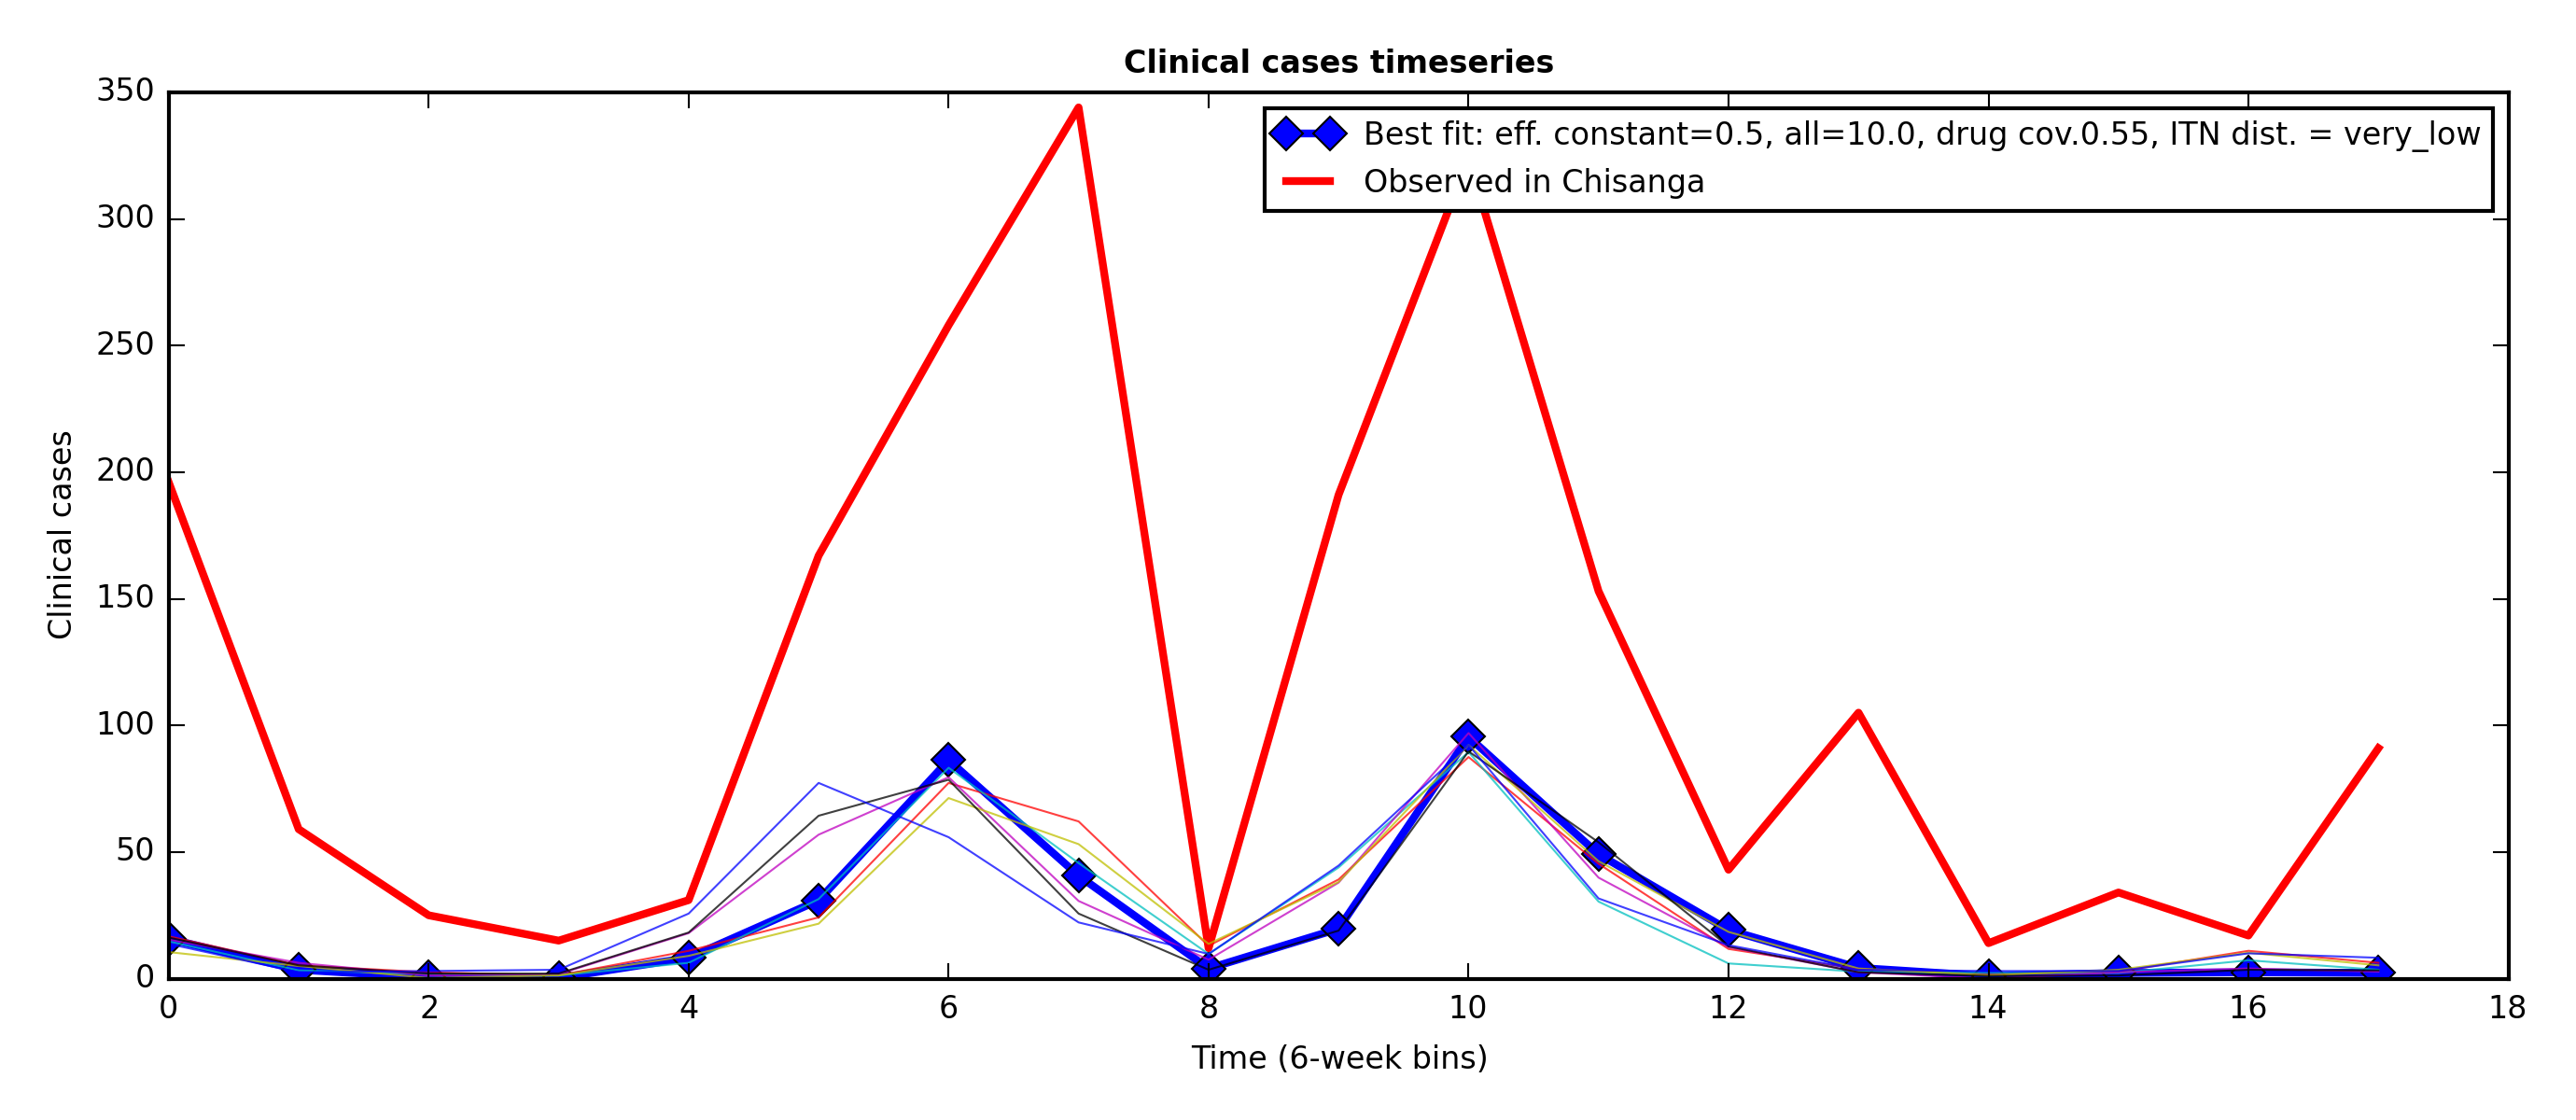 Clinical cases timeseries
Best fit: eff. constant=0.5, all=10.0, drug cov.0.55, ITN dist. = very_low
Observed in Chisanga
350
300
250
200
150
100
50
0
Clinical cases
0 2 4 6 8 10 12 14 16 18
Time (6-week bins)